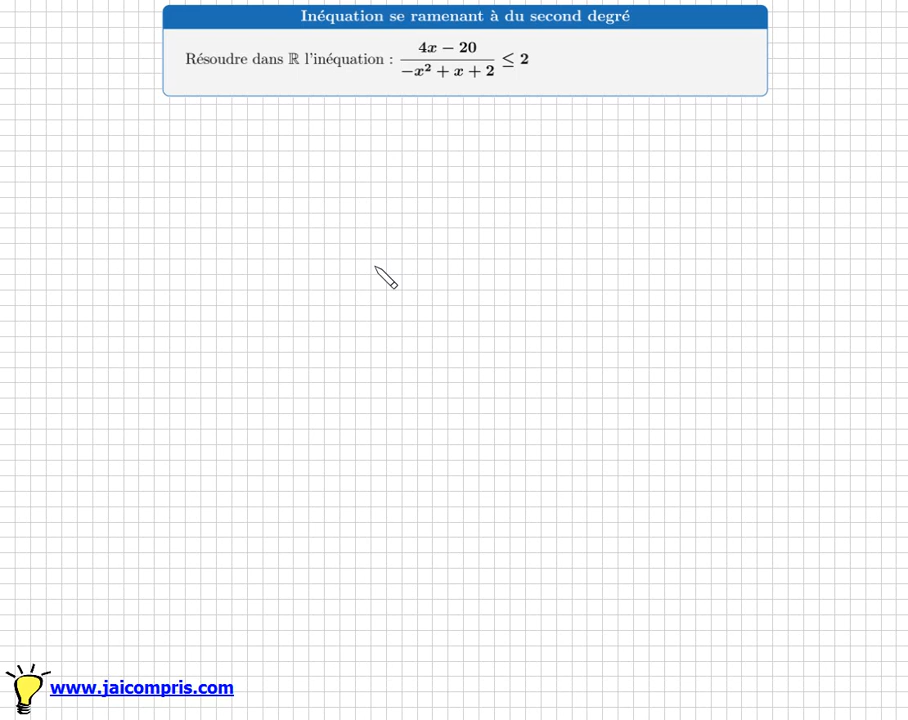 Inéquation se ramenant à du second degré
Résoudre dans ℝ l'inéquation : (4x − 20)/(−x² + x + 2) ≤ 2
www.jaicompris.com